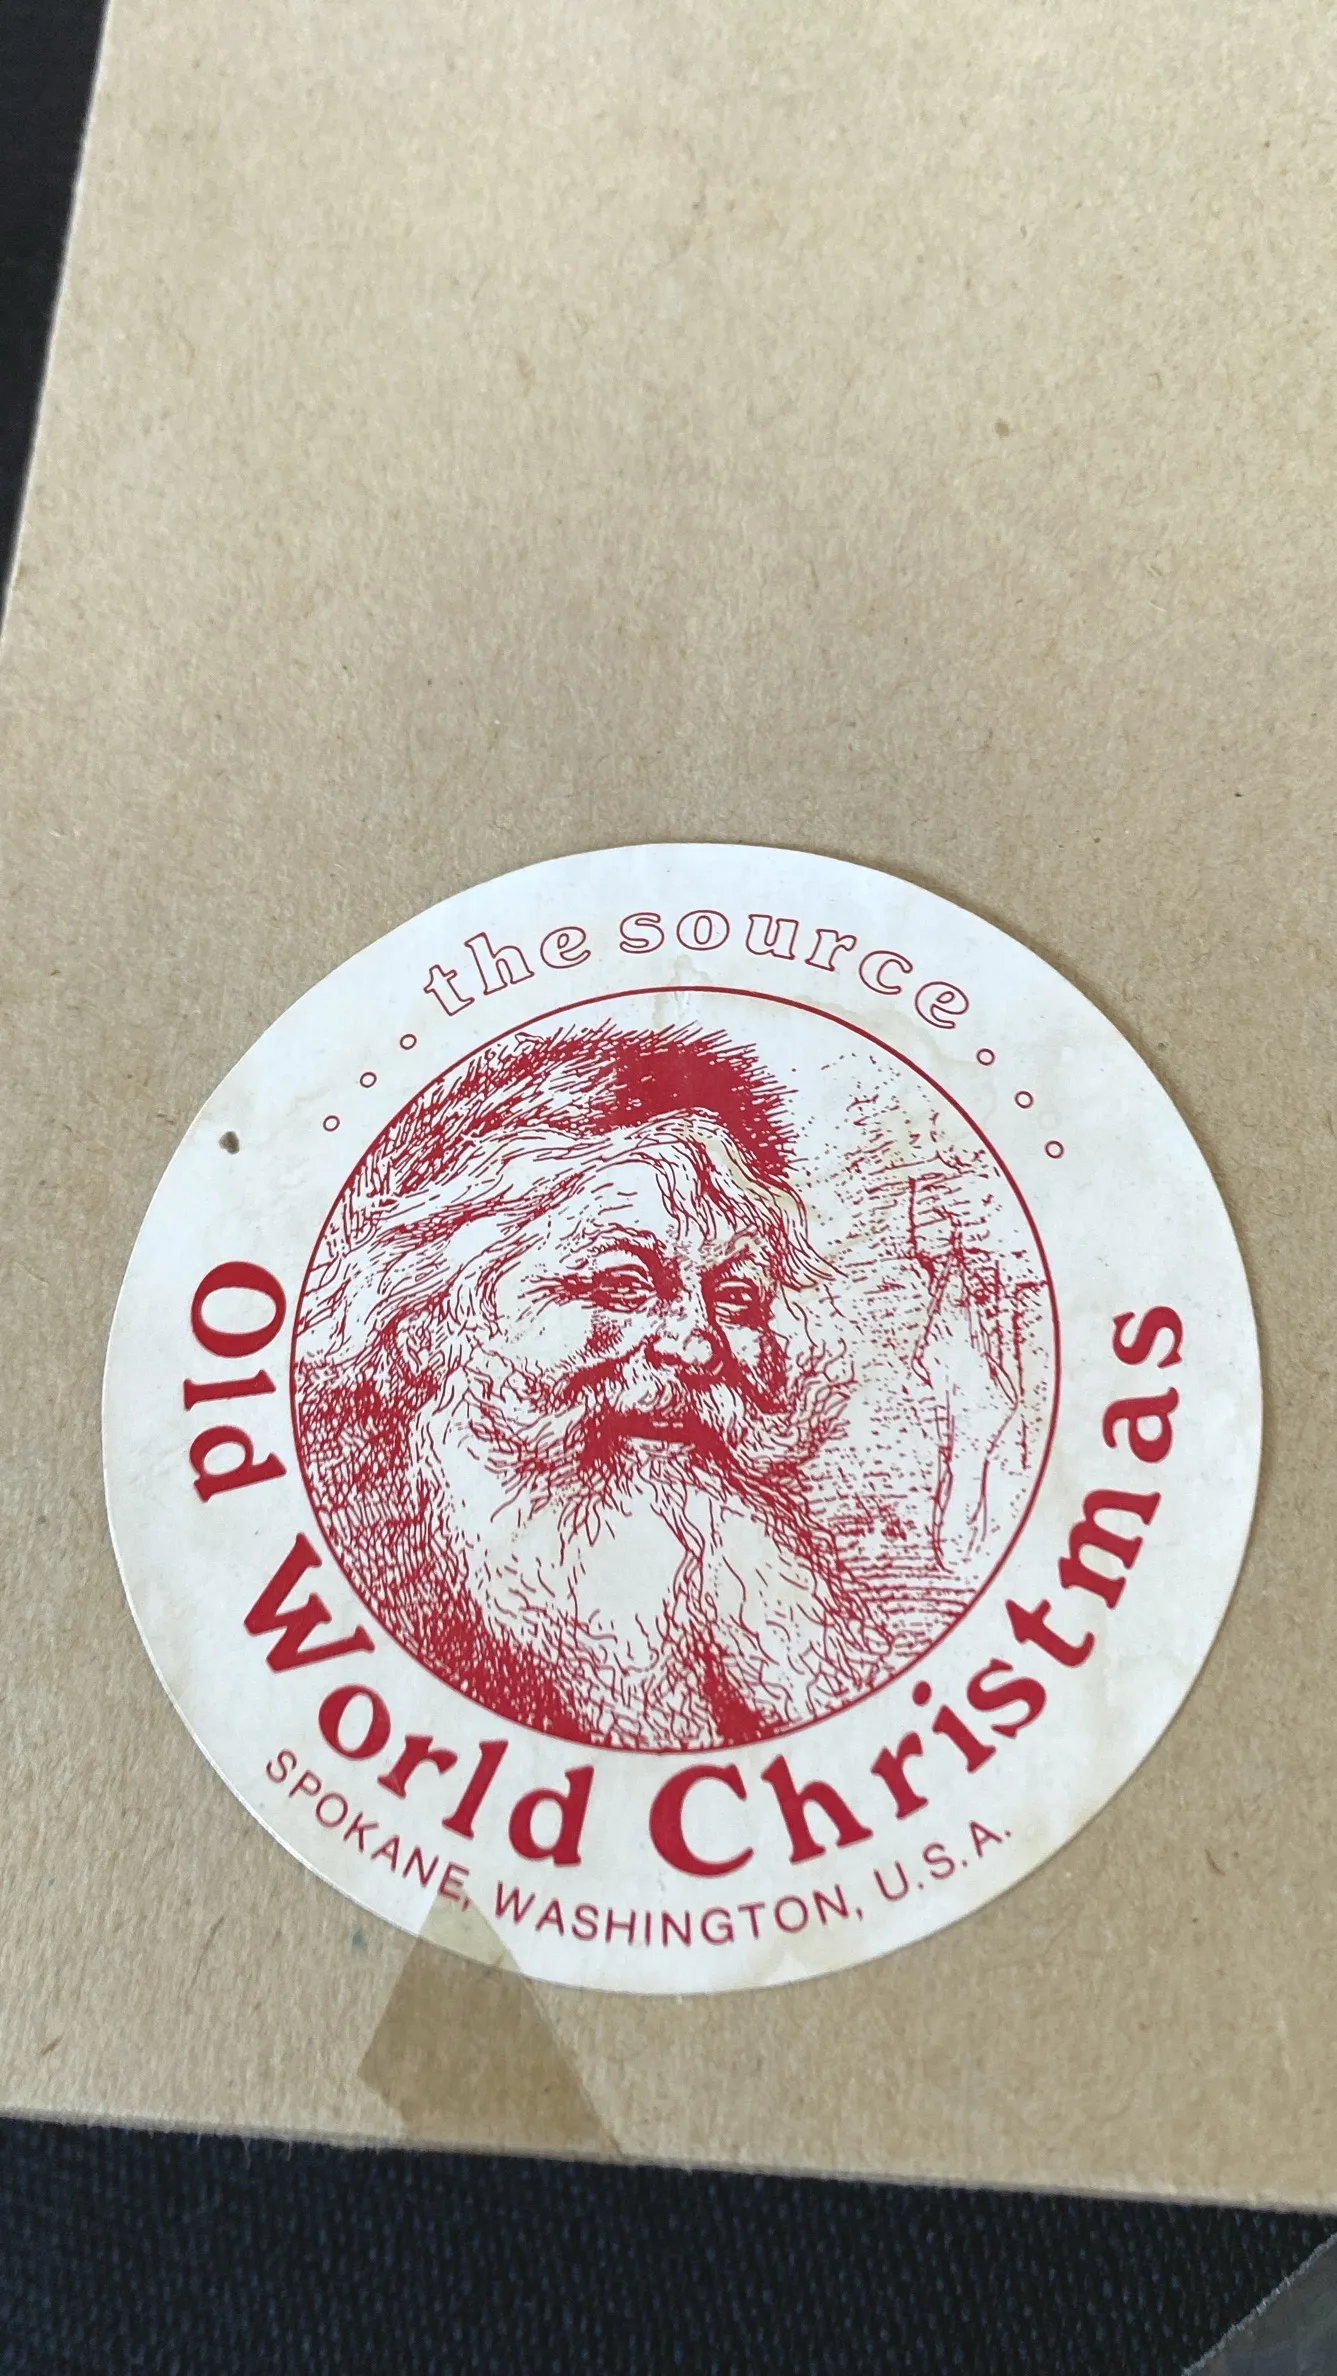 the source
Old World Christmas
SPOKANE, WASHINGTON, U.S.A.